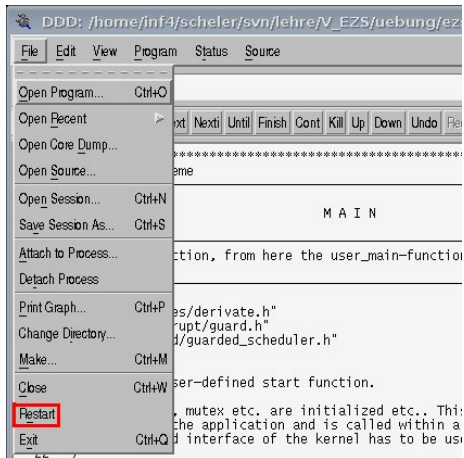 DDD: /home/inf4/scheler/svn/lehre/V_EZS/uebung/ez
File Edit View Program Status Source
Open Program... Ctrl+O
Open Recent
Open Core Dump...
Open Source...
Open Session... Ctrl+N
Save Session As... Ctrl+S
Attach to Process...
Detach Process
Print Graph... Ctrl+P
Change Directory...
Make... Ctrl+M
Close Ctrl+W
Restart
Exit Ctrl+Q
xt Nexti Until Finish Cont Kill Up Down Undo Re
****************************************************
eme
M A I N
ction, from here the user_main-function
es/derivate.h"
rupt/guard.h"
d/guarded_scheduler.h"
ser-defined start function.
, mutex etc. are initialized etc.. This
the application and is called within a
d interface of the kernel has to be use